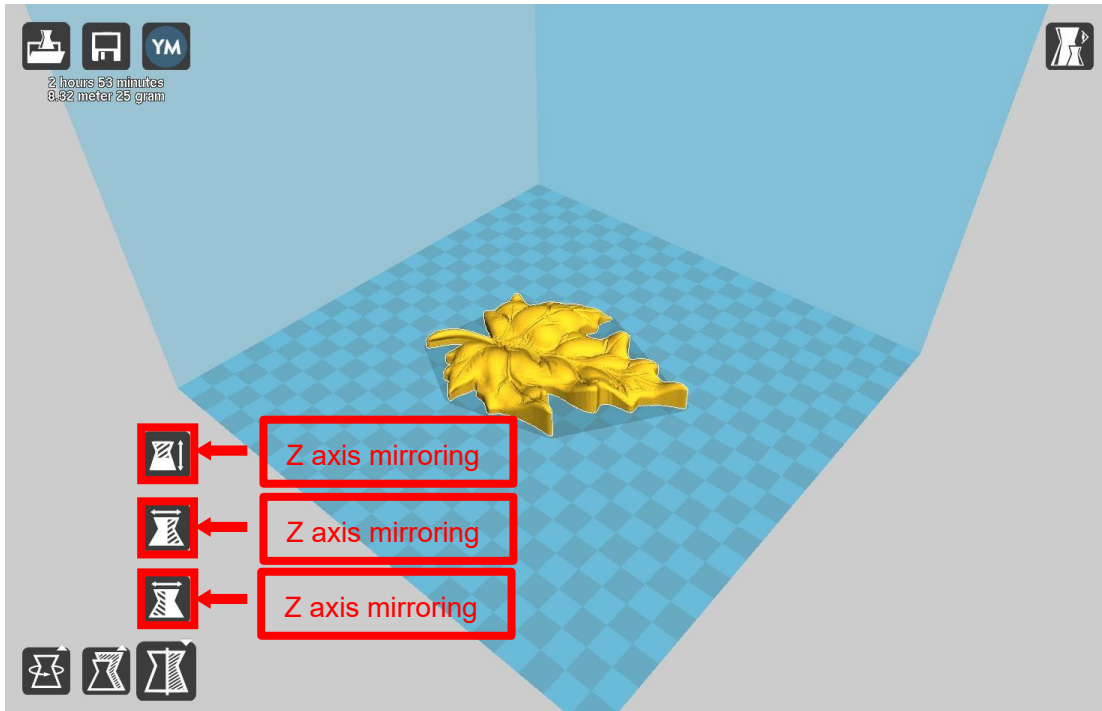 YM
2 hours 53 minutes
8.32 meter 25 gram
Z axis mirroring
Z axis mirroring
Z axis mirroring